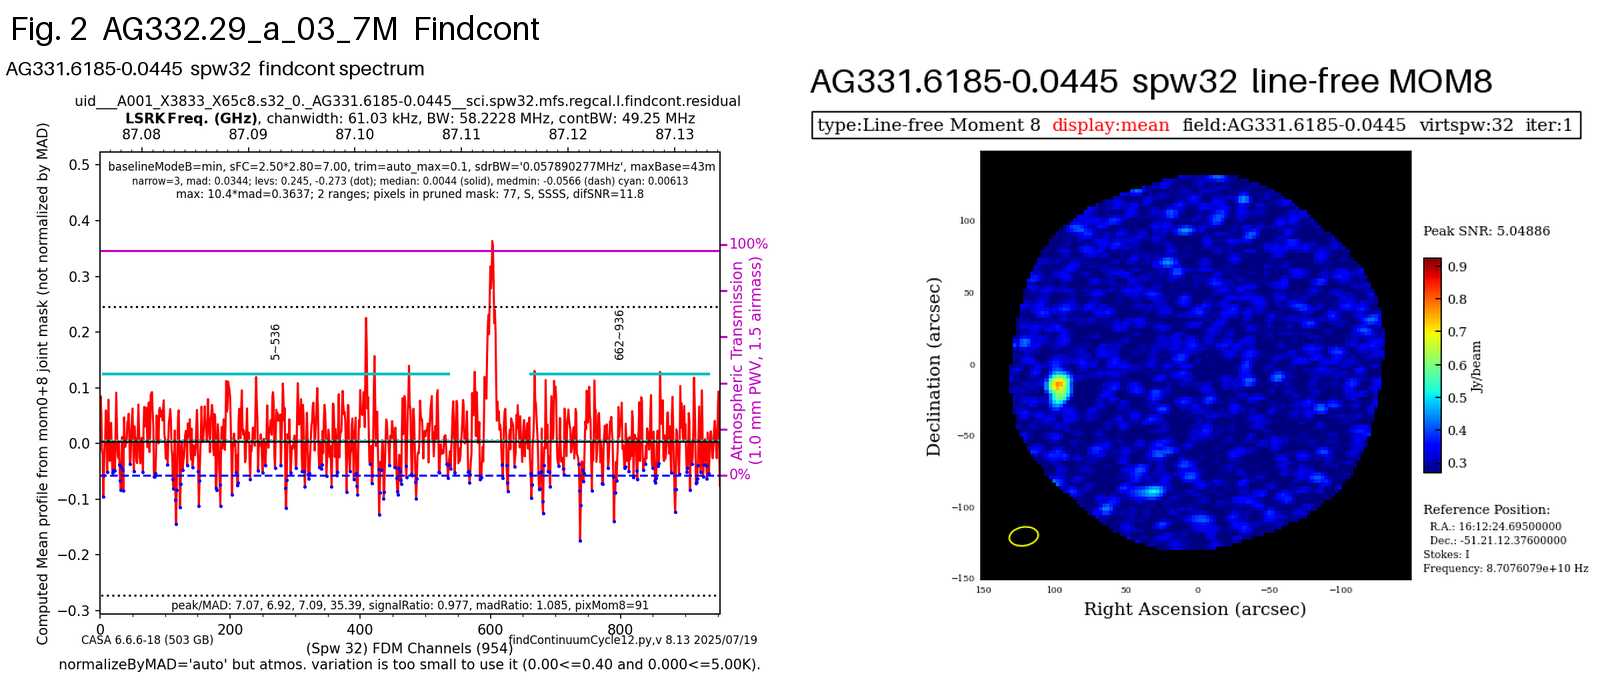 Fig. 2 AG332.29_a_03_7M Findcont
AG331.6185-0.0445 spw32 findcont spectrum
uid___A001_X3833_X65c8.s32_0._AG331.6185-0.0445__sci.spw32.mfs.regcal.I.findcont.residual
LSRK Freq. (GHz), chanwidth: 61.03 kHz, BW: 58.2228 MHz, contBW: 49.25 MHz
87.08 87.09 87.10 87.11 87.12 87.13
baselineModeB=min, sFC=2.50*2.80=7.00, trim=auto_max=0.1, sdrBW='0.057890277MHz', maxBase=43m
narrow=3, mad: 0.0344; levs: 0.245, -0.273 (dot); median: 0.0044 (solid), medmin: -0.0566 (dash) cyan: 0.00613
max: 10.4*mad=0.3637; 2 ranges; pixels in pruned mask: 77, S, SSSS, difSNR=11.8
Computed Mean profile from mom0+8 joint mask (not normalized by MAD)
0.5
0.4
0.3
0.2
0.1
0.0
−0.1
−0.2
−0.3
5~536
662~936
100%
0%
Atmospheric Transmission
(1.0 mm PWV, 1.5 airmass)
peak/MAD: 7.07, 6.92, 7.09, 35.39, signalRatio: 0.977, madRatio: 1.085, pixMom8=91
0 200 400 600 800
CASA 6.6.6-18 (503 GB)
findContinuumCycle12.py,v 8.13 2025/07/19
(Spw 32) FDM Channels (954)
normalizeByMAD='auto' but atmos. variation is too small to use it (0.00<=0.40 and 0.000<=5.00K).
AG331.6185-0.0445 spw32 line-free MOM8
type:Line-free Moment 8 display:mean field:AG331.6185-0.0445 virtspw:32 iter:1
Declination (arcsec)
100
50
0
−50
−100
−150
150 100 50 0 −50 −100
Right Ascension (arcsec)
Peak SNR: 5.04886
0.9
0.8
0.7
0.6
0.5
0.4
0.3
Jy/beam
Reference Position:
R.A.: 16:12:24.69500000
Dec.: -51.21.12.37600000
Stokes: I
Frequency: 8.7076079e+10 Hz